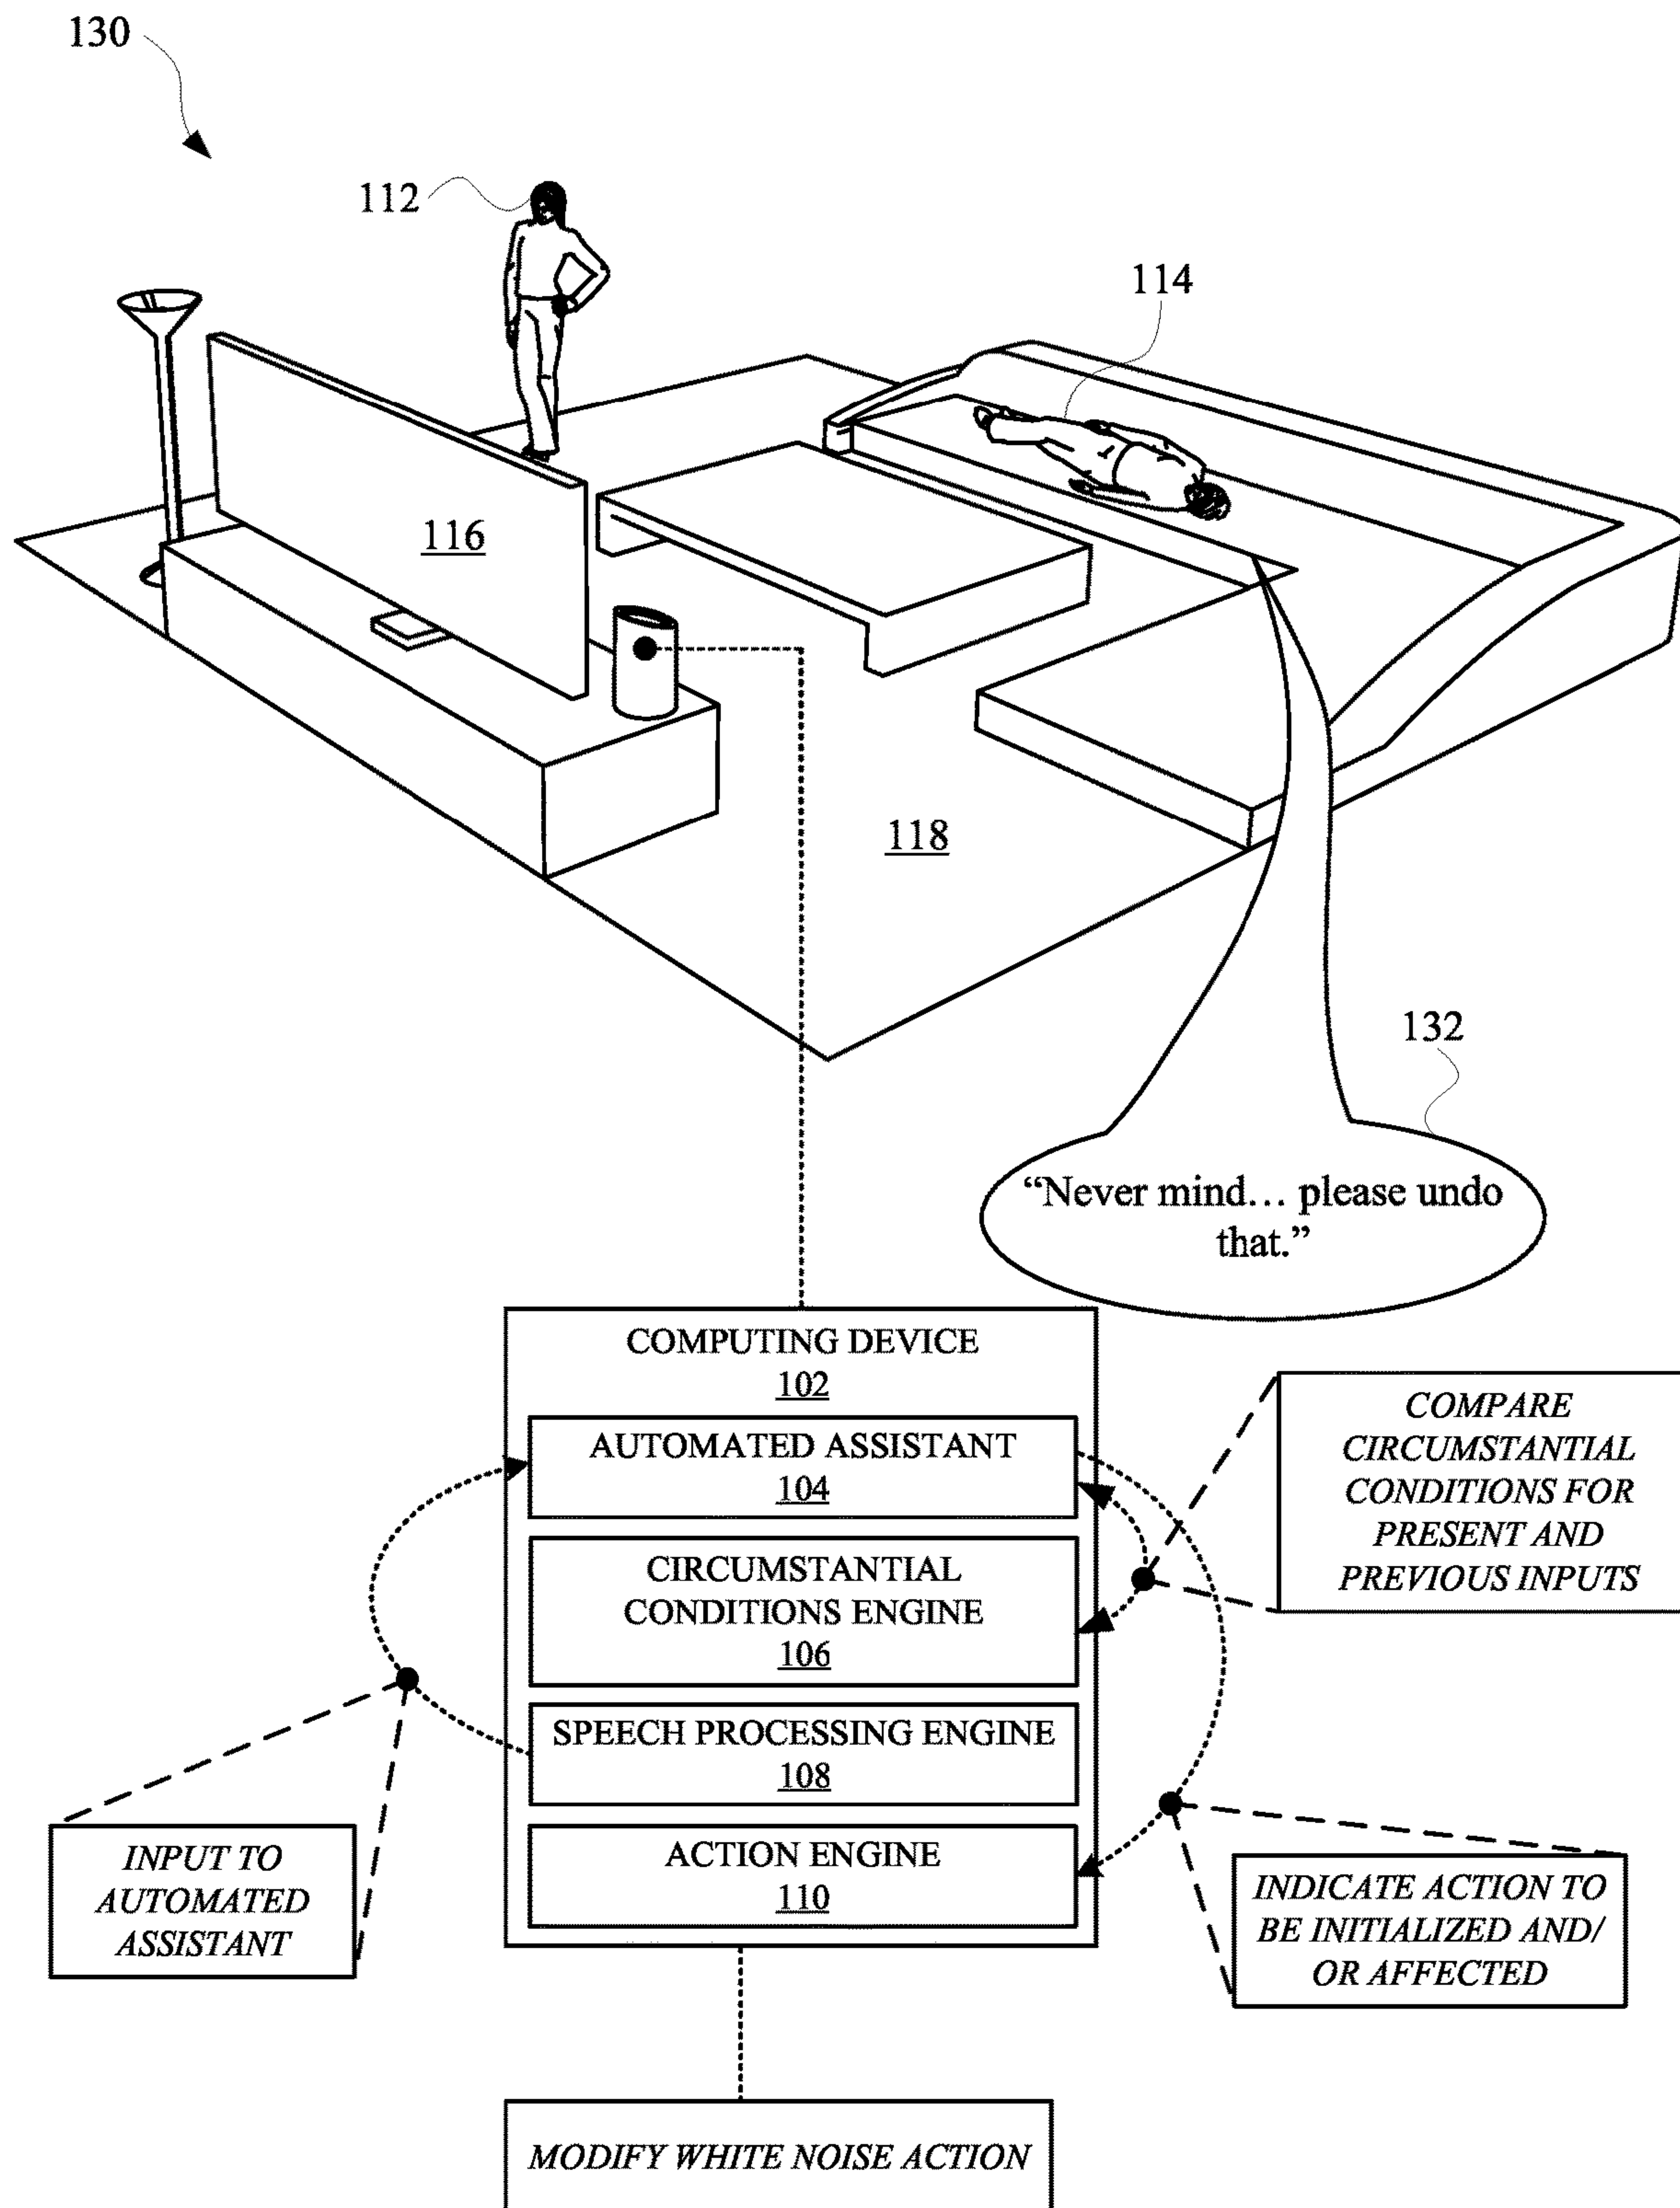 130
112
114
116
118
132
“Never mind… please undo
that.”
COMPUTING DEVICE
102
AUTOMATED ASSISTANT
104
CIRCUMSTANTIAL
CONDITIONS ENGINE
106
SPEECH PROCESSING ENGINE
108
ACTION ENGINE
110
COMPARE
CIRCUMSTANTIAL
CONDITIONS FOR
PRESENT AND
PREVIOUS INPUTS
INPUT TO
AUTOMATED
ASSISTANT
INDICATE ACTION TO
BE INITIALIZED AND/
OR AFFECTED
MODIFY WHITE NOISE ACTION